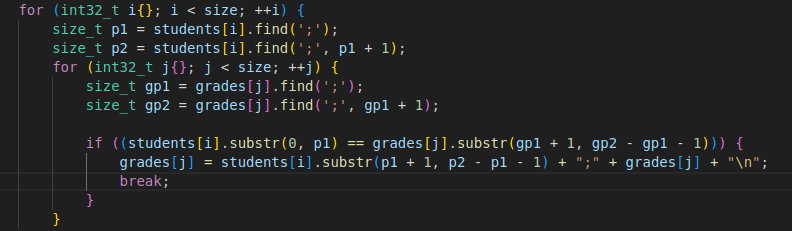 for (int32_t i{}; i < size; ++i) {
    size_t p1 = students[i].find(';');
    size_t p2 = students[i].find(';', p1 + 1);
    for (int32_t j{}; j < size; ++j) {
        size_t gp1 = grades[j].find(';');
        size_t gp2 = grades[j].find(';', gp1 + 1);

        if ((students[i].substr(0, p1) == grades[j].substr(gp1 + 1, gp2 - gp1 - 1))) {
            grades[j] = students[i].substr(p1 + 1, p2 - p1 - 1) + ";" + grades[j] + "\n";
            break;
        }
    }